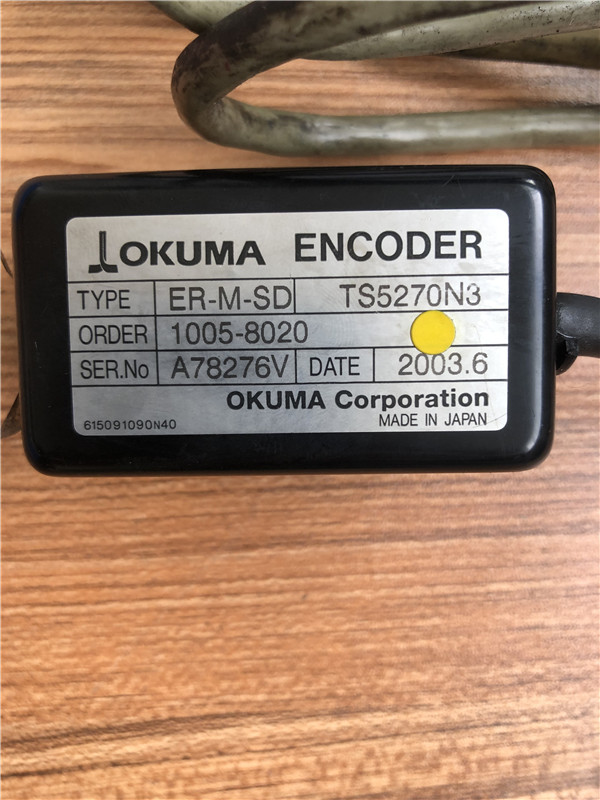 OKUMA ENCODER
TYPE ER-M-SD TS5270N3
ORDER 1005-8020
SER.No A78276V DATE 2003.6
OKUMA Corporation
615091090N40 MADE IN JAPAN